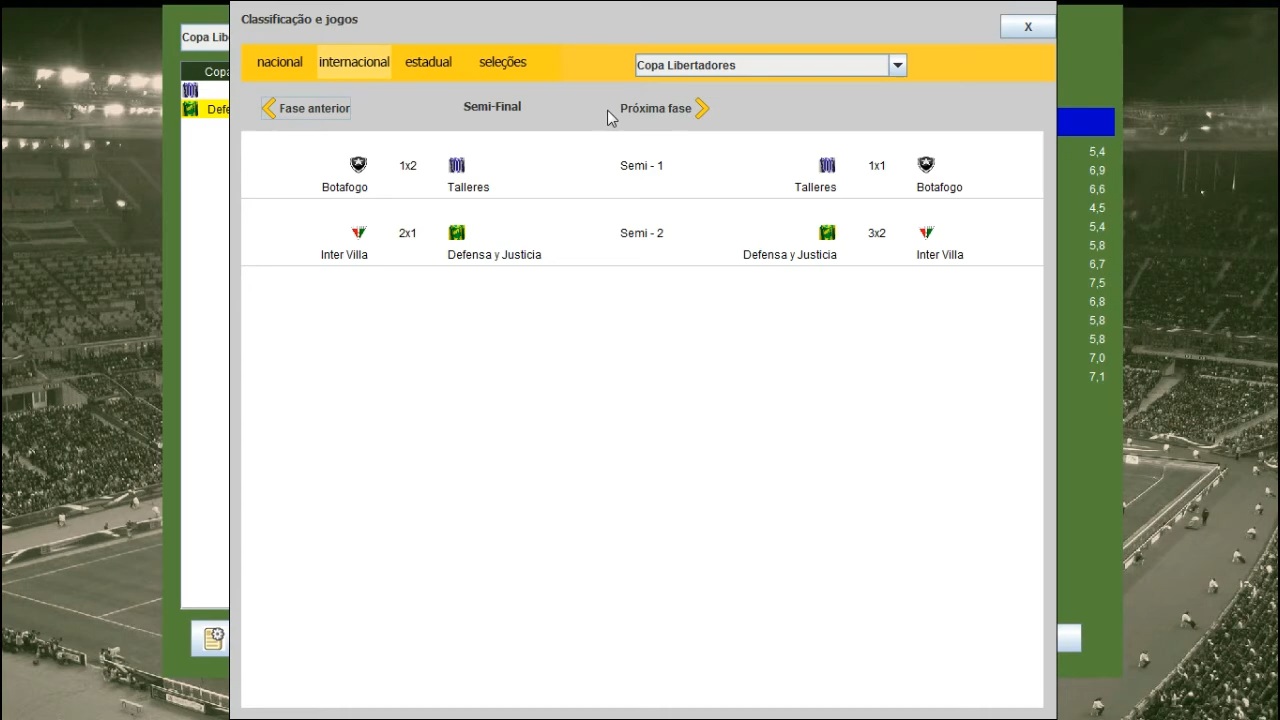 Classificação e jogos
X
Copa Lib
nacional internacional estadual seleções Copa Libertadores
Copa
Defe
Fase anterior Semi-Final Próxima fase
Botafogo 1x2 Talleres Semi - 1 Talleres 1x1 Botafogo
Inter Villa 2x1 Defensa y Justicia Semi - 2 Defensa y Justicia 3x2 Inter Villa
5,4
6,9
6,6
4,5
5,4
5,8
6,7
7,5
6,8
5,8
5,8
7,0
7,1